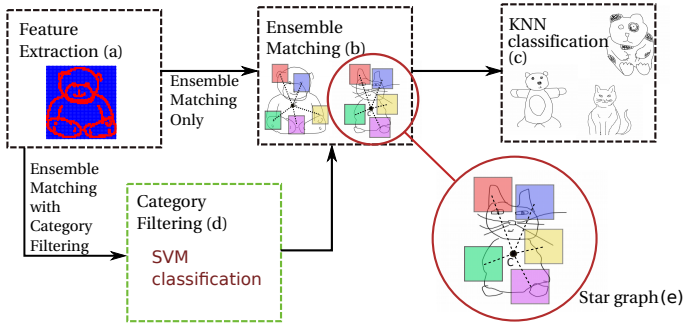 Feature
Extraction (a)
Ensemble
Matching
Only
Ensemble
Matching (b)
KNN
classification
(c)
Ensemble
Matching
with
Category
Filtering
Category
Filtering (d)
SVM
classification
C
Star graph (e)